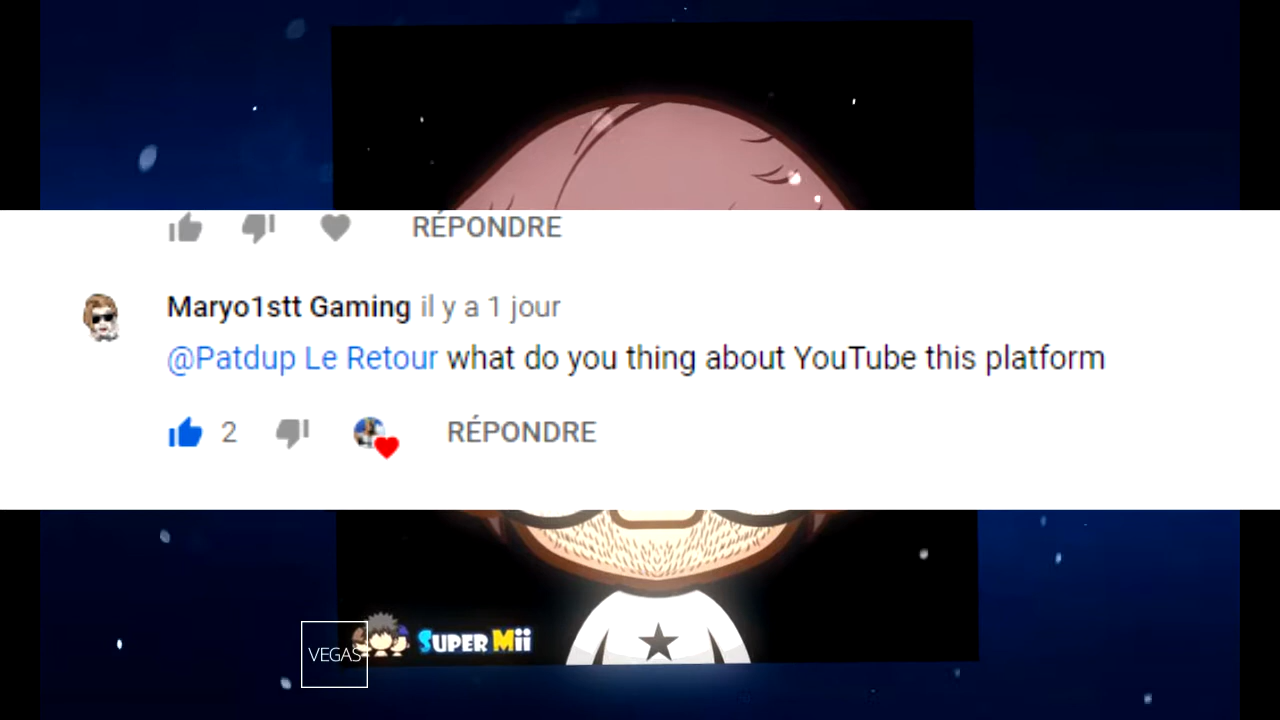 RÉPONDRE
Maryo1stt Gaming il y a 1 jour
@Patdup Le Retour what do you thing about YouTube this platform
2 RÉPONDRE
SUPER Mii
VEGAS